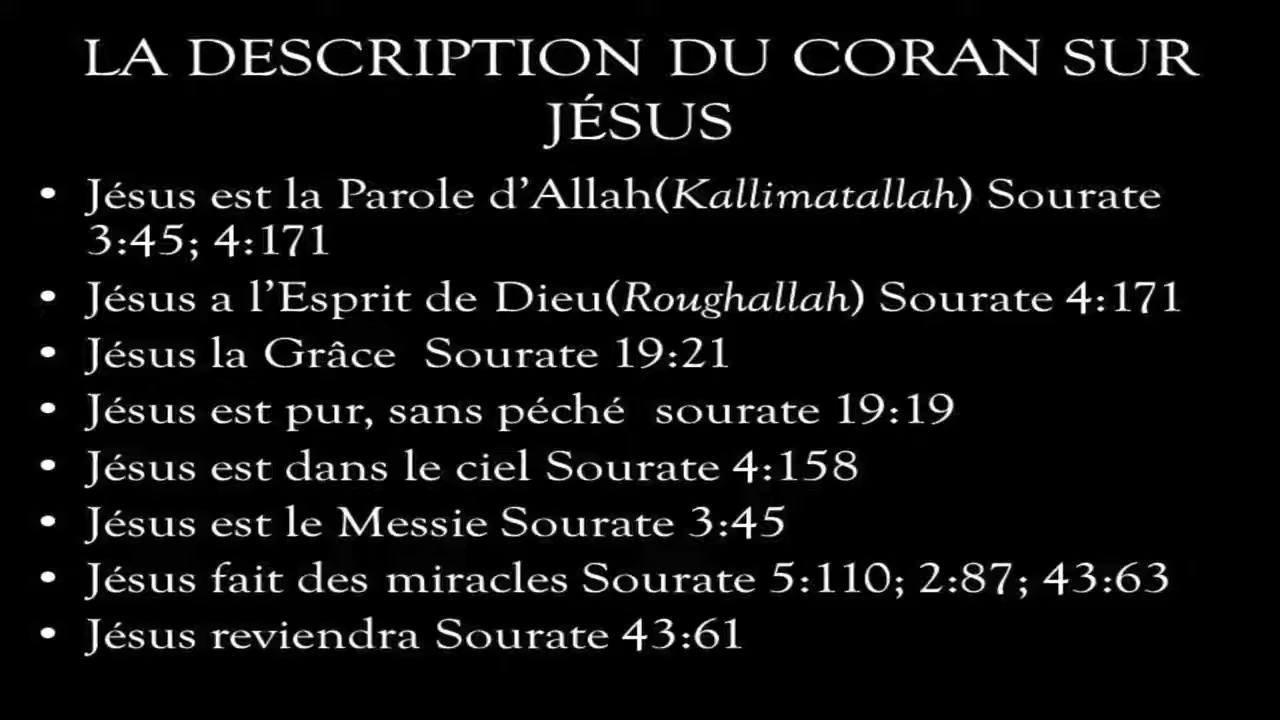 LA DESCRIPTION DU CORAN SUR
JÉSUS
• Jésus est la Parole d’Allah(Kallimatallah) Sourate
3:45; 4:171
• Jésus a l’Esprit de Dieu(Roughallah) Sourate 4:171
• Jésus la Grâce  Sourate 19:21
• Jésus est pur, sans péché  sourate 19:19
• Jésus est dans le ciel Sourate 4:158
• Jésus est le Messie Sourate 3:45
• Jésus fait des miracles Sourate 5:110; 2:87; 43:63
• Jésus reviendra Sourate 43:61